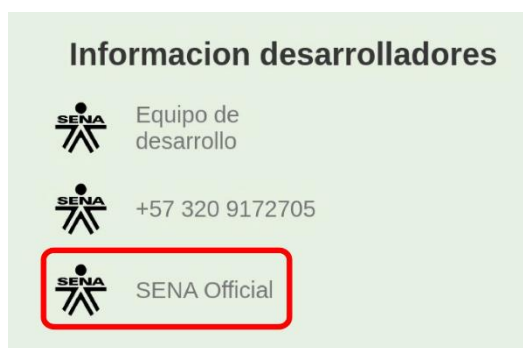 Informacion desarrolladores
SENA
Equipo de
desarrollo
SENA
+57 320 9172705
SENA
SENA Official